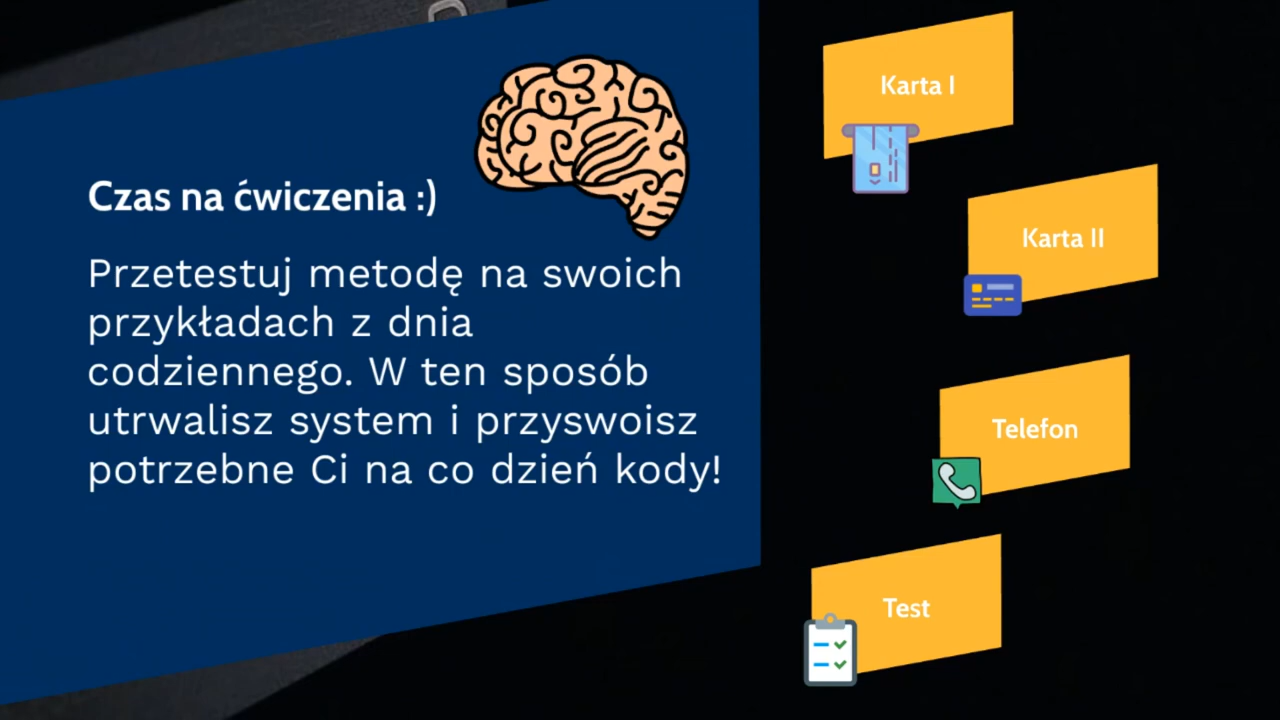 Czas na ćwiczenia :)
Przetestuj metodę na swoich
przykładach z dnia
codziennego. W ten sposób
utrwalisz system i przyswoisz
potrzebne Ci na co dzień kody!
Karta I
Karta II
Telefon
Test